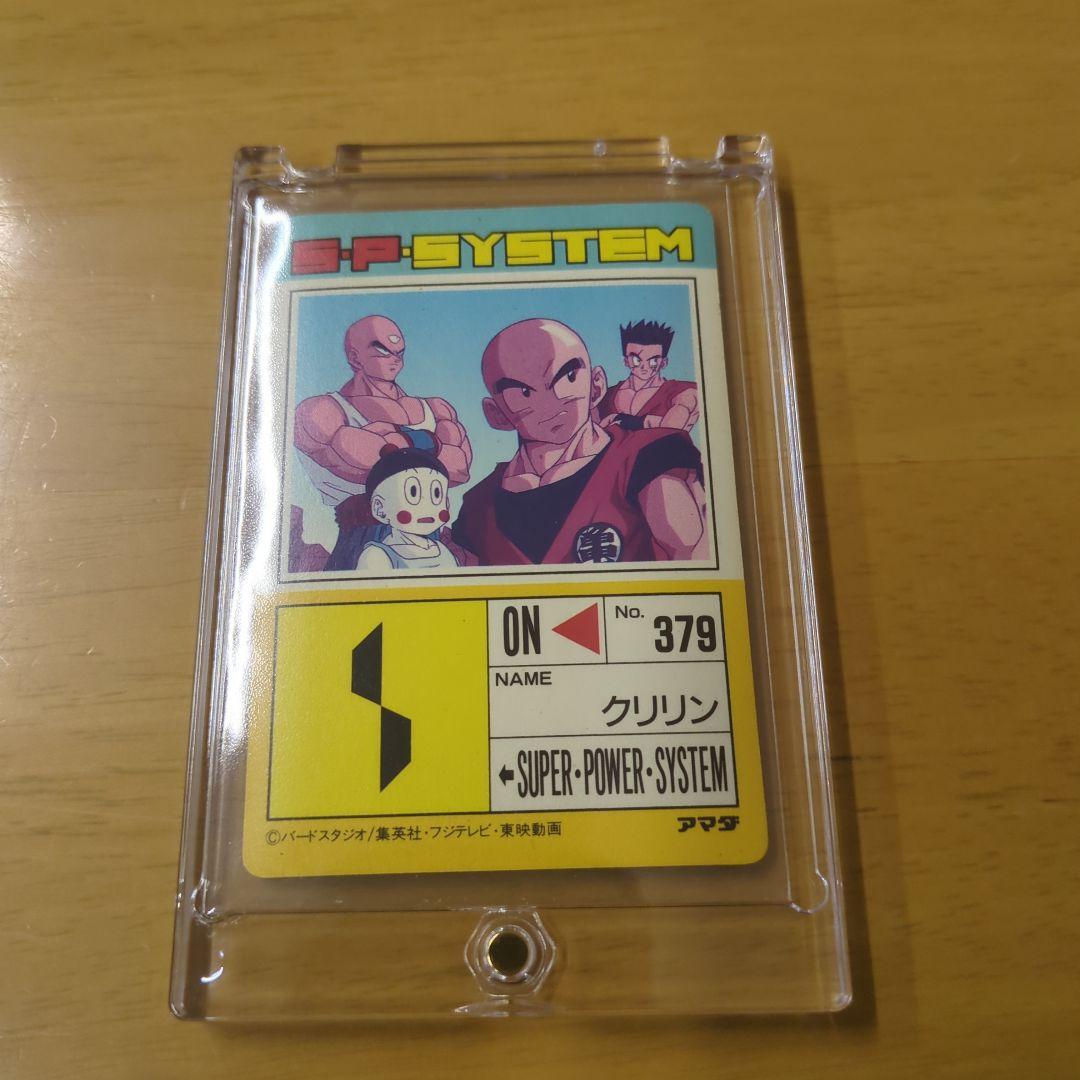 S・P・SYSTEM
亀
ON
No. 379
NAME
クリリン
SUPER・POWER・SYSTEM
©バードスタジオ/集英社・フジテレビ・東映動画
アマダ